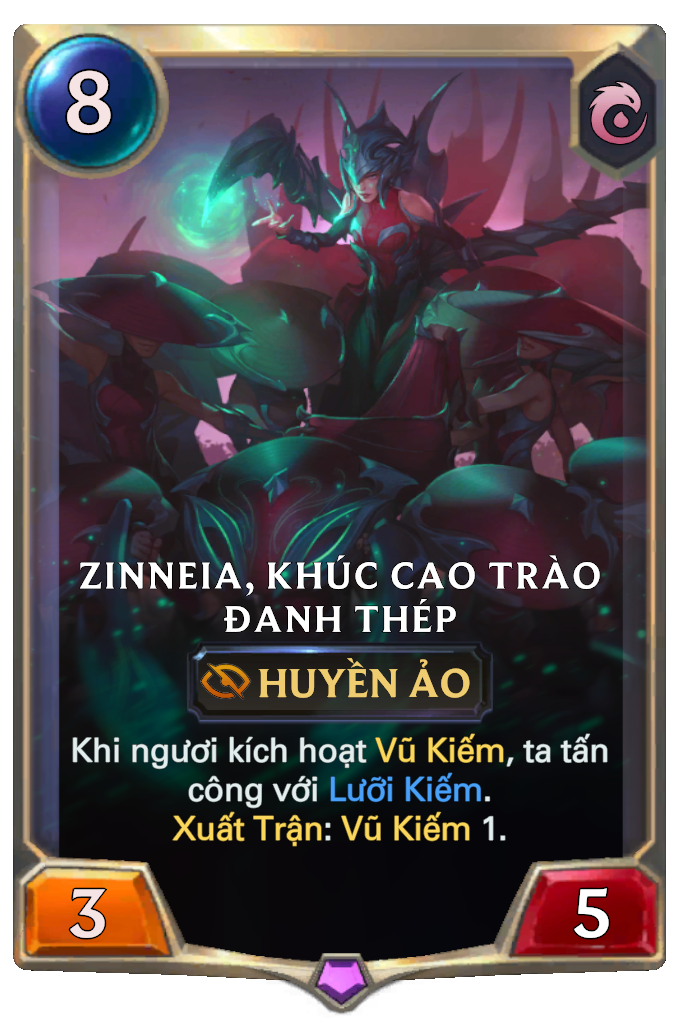 8
ZINNEIA, KHÚC CAO TRÀO
ĐANH THÉP
HUYỀN ẢO
Khi ngươi kích hoạt Vũ Kiếm, ta tấn
công với Lưỡi Kiếm.
Xuất Trận: Vũ Kiếm 1.
3
5